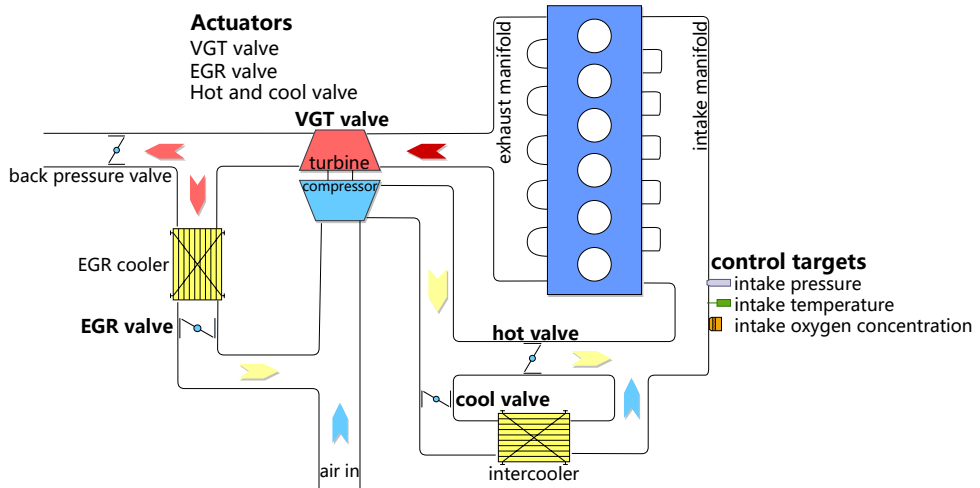 Actuators
VGT valve
EGR valve
Hot and cool valve
VGT valve
exhaust manifold
intake manifold
turbine
compressor
back pressure valve
EGR cooler
EGR valve
control targets
intake pressure
intake temperature
intake oxygen concentration
hot valve
cool valve
air in
intercooler